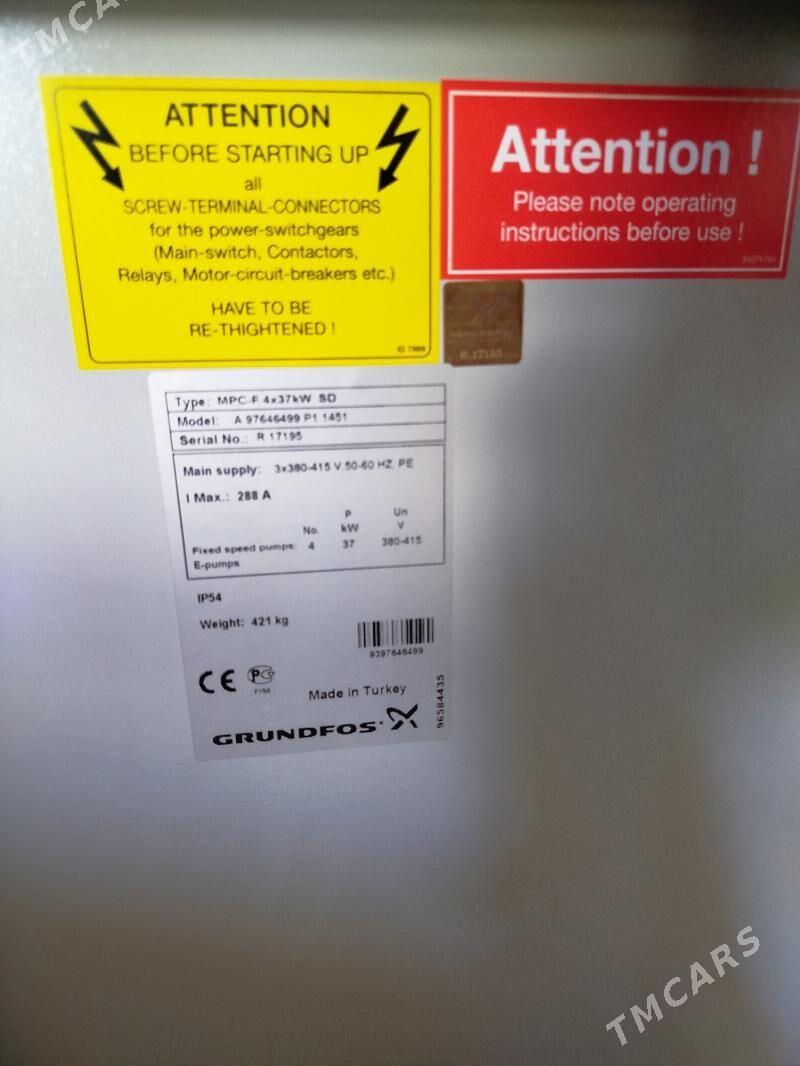 TMCARS
ATTENTION
BEFORE STARTING UP
all
SCREW-TERMINAL-CONNECTORS
for the power-switchgears
(Main-switch, Contactors,
Relays, Motor-circuit-breakers etc.)
HAVE TO BE
RE-THIGHTENED !
Attention !
Please note operating
instructions before use !
R.17195
Type: MPC-F 4x37kW SD
Model: A 97646499 P1 1451
Serial No.: R 17195
Main supply: 3x380-415 V.50-60 HZ. PE
I Max.: 288 A
P Un
No. kW V
Fixed speed pumps: 4 37 380-415
E-pumps
IP54
Weight: 421 kg
9397646499
CE
Made in Turkey
GRUNDFOS
96584435
TMCARS